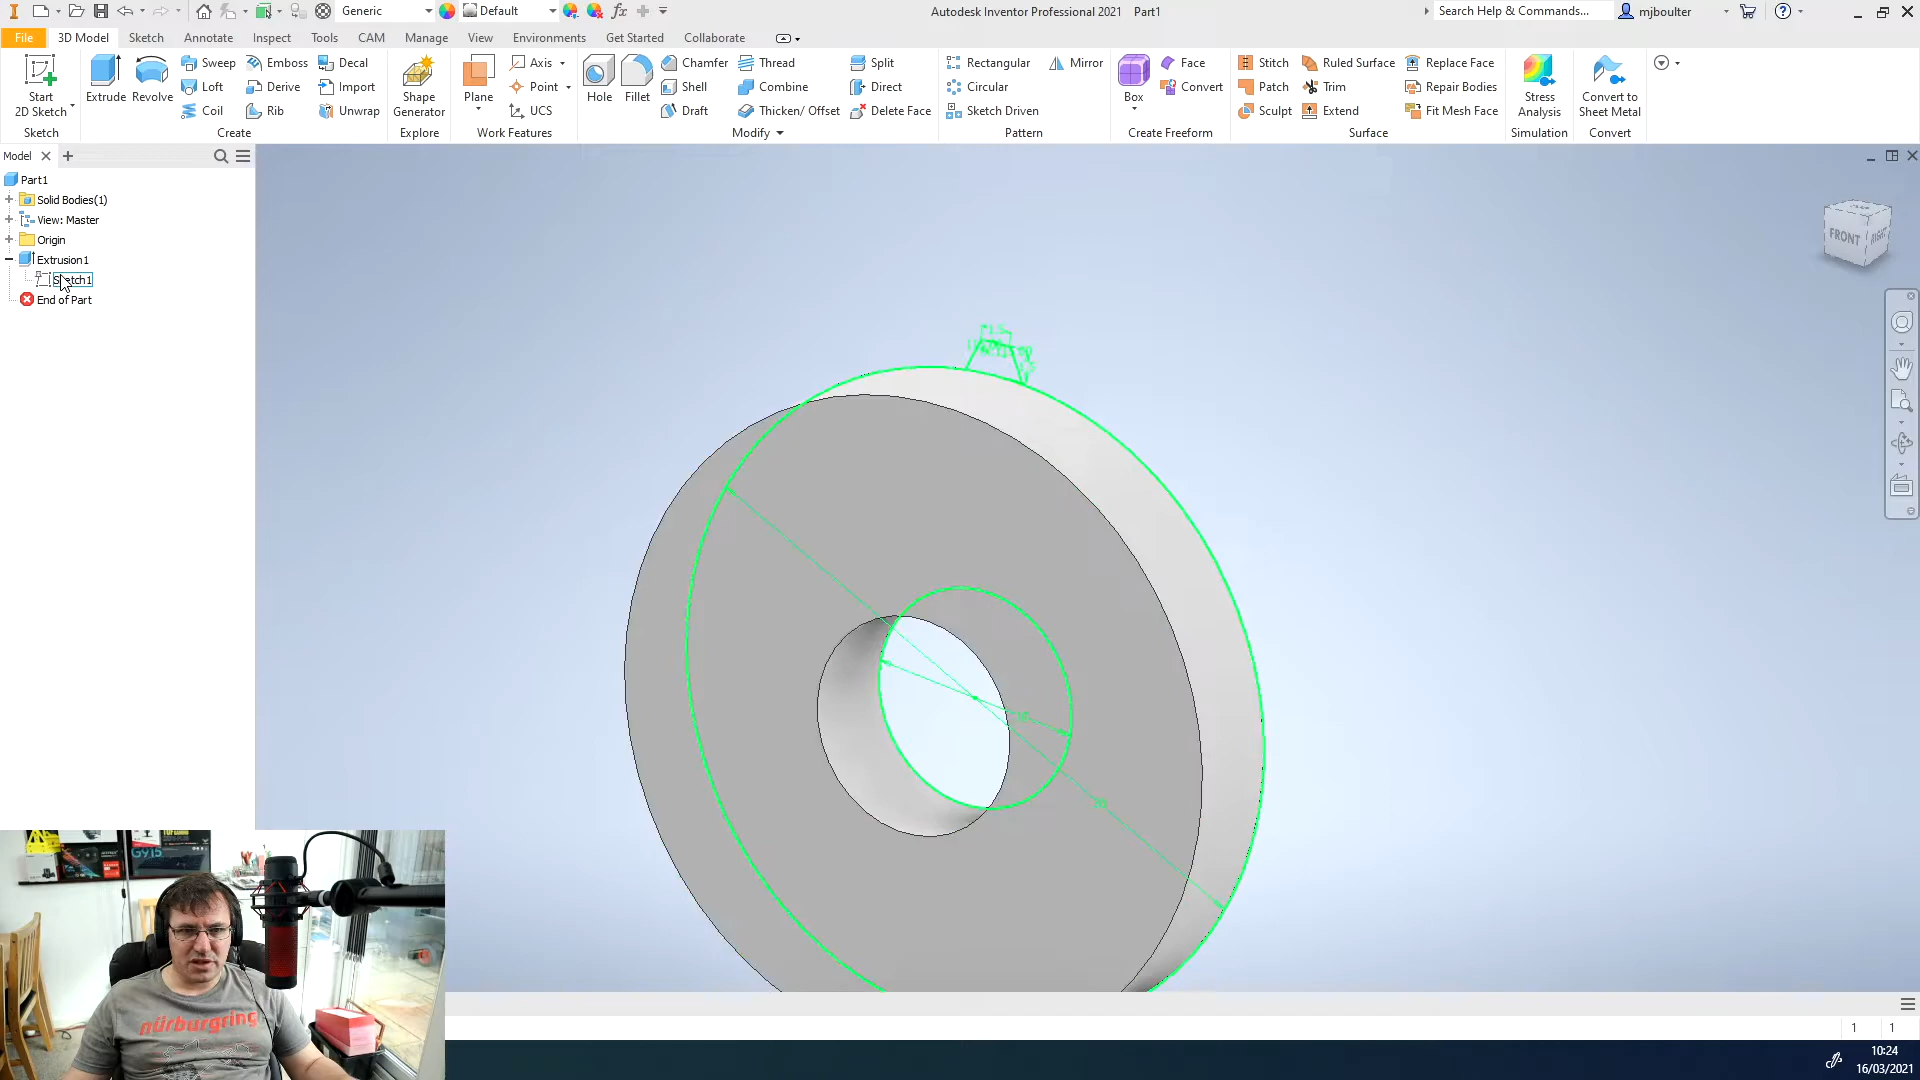 Generic
Default
fx
Autodesk Inventor Professional 2021 Part1
Search Help & Commands...
mjboulter
File
3D Model
Sketch
Annotate
Inspect
Tools
CAM
Manage
View
Environments
Get Started
Collaborate
Start
2D Sketch
Sketch
Extrude
Revolve
Sweep
Loft
Coil
Emboss
Derive
Rib
Decal
Import
Unwrap
Create
Shape
Generator
Explore
Plane
Axis
Point
UCS
Work Features
Hole
Fillet
Chamfer
Shell
Draft
Thread
Combine
Thicken/ Offset
Split
Direct
Delete Face
Modify
Rectangular
Circular
Sketch Driven
Mirror
Pattern
Box
Face
Convert
Create Freeform
Stitch
Patch
Sculpt
Ruled Surface
Trim
Extend
Replace Face
Repair Bodies
Fit Mesh Face
Surface
Stress
Analysis
Simulation
Convert to
Sheet Metal
Convert
Model
Part1
Solid Bodies(1)
View: Master
Origin
Extrusion1
Sketch1
End of Part
FRONT
RIGHT
1.5
G915
nürburgring
1 1
10:24
16/03/2021